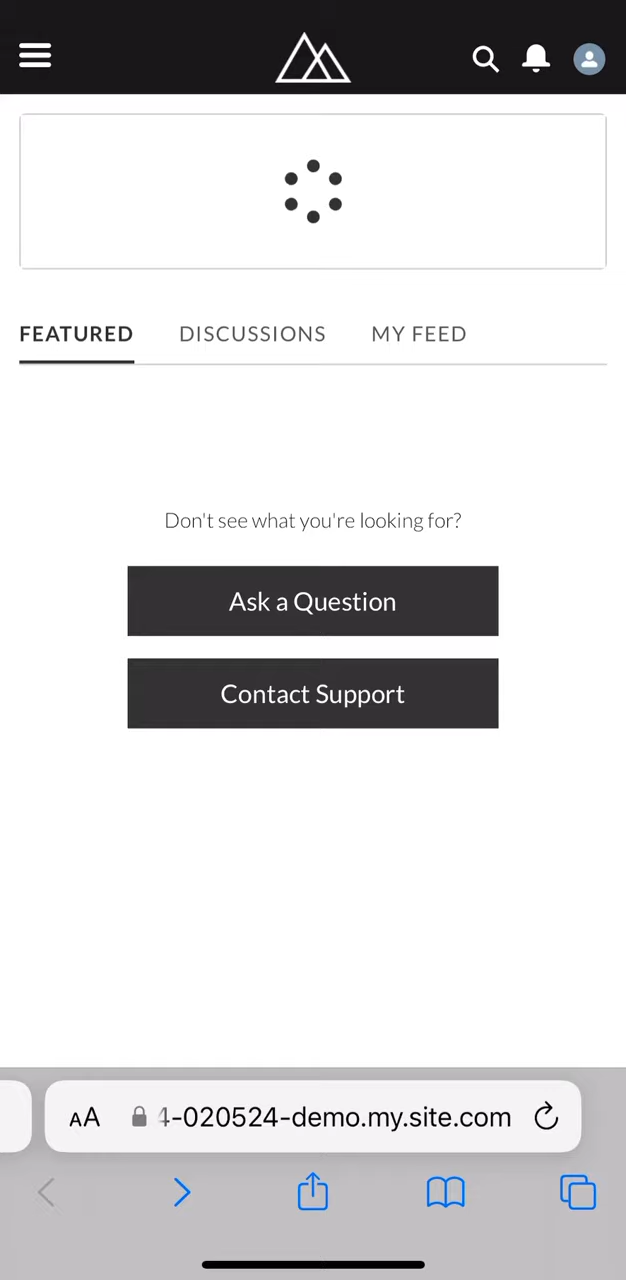 FEATURED DISCUSSIONS MY FEED
Don't see what you're looking for?
Ask a Question
Contact Support
AA 4-020524-demo.my.site.com